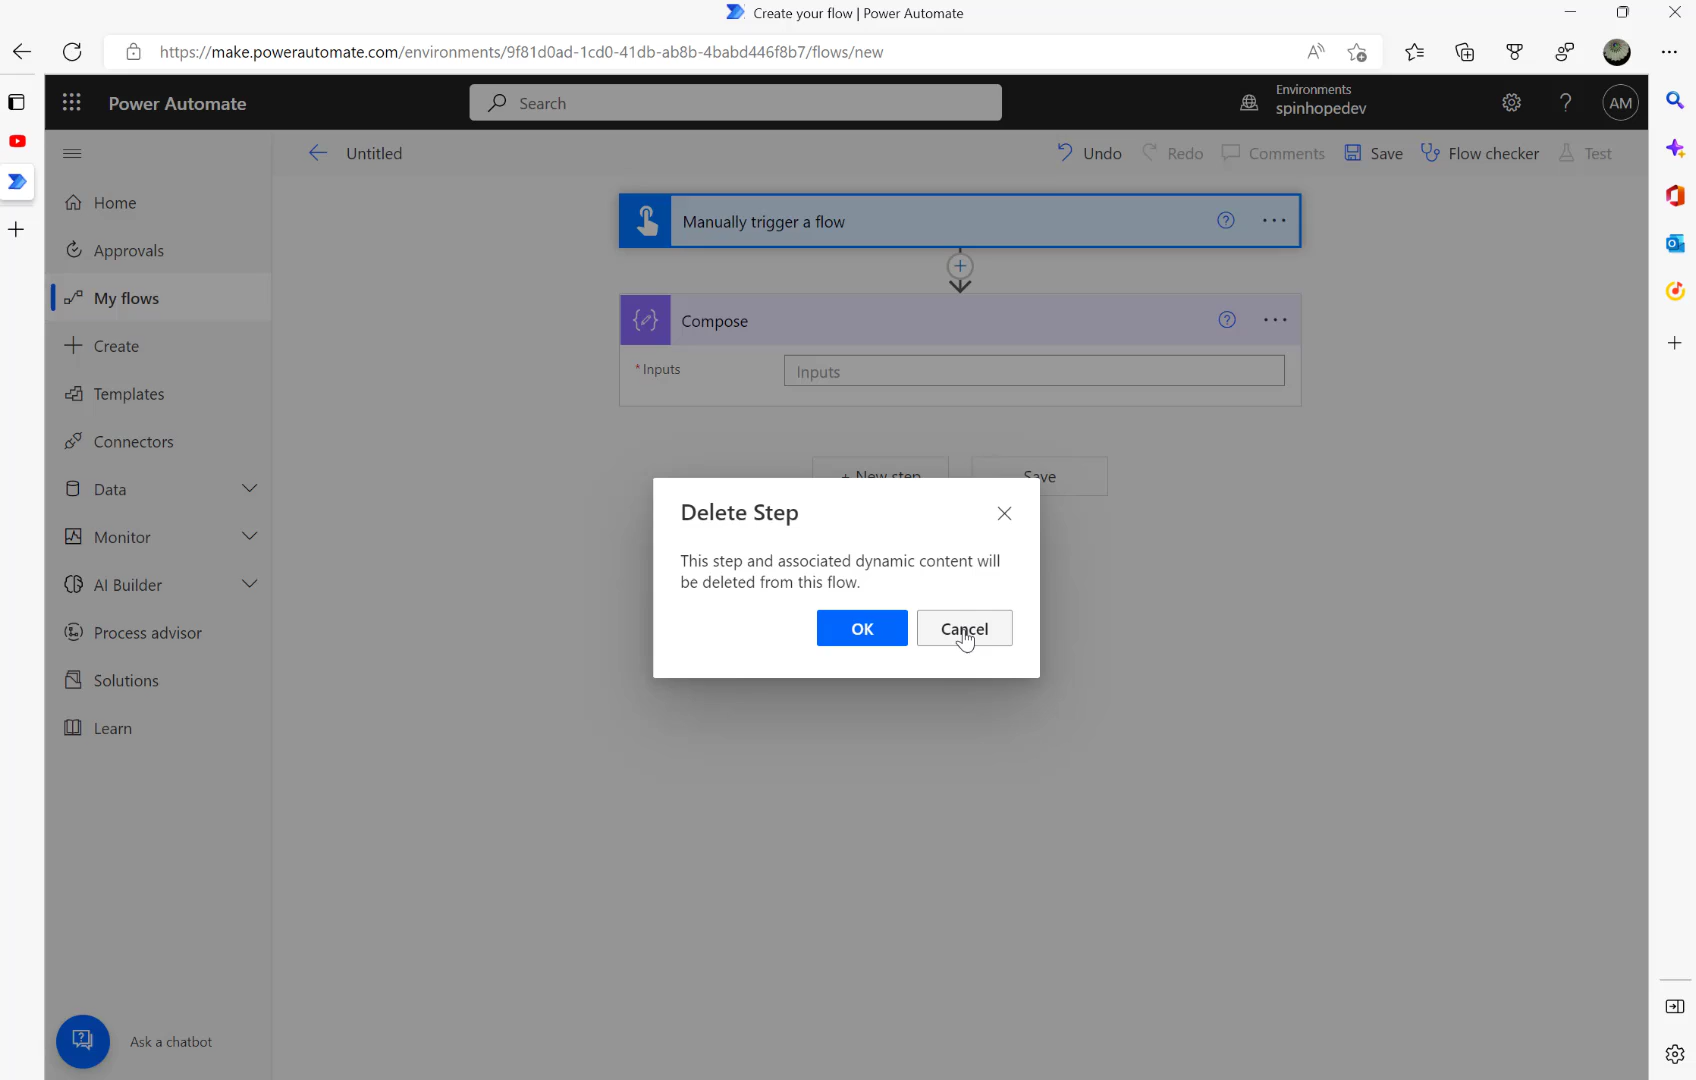 Create your flow | Power Automate
https://make.powerautomate.com/environments/9f81d0ad-1cd0-41db-ab8b-4babd446f8b7/flows/new
Power Automate
Search
Environments
spinhopedev
AM
Untitled
Undo
Redo
Comments
Save
Flow checker
Test
Home
Approvals
My flows
Create
Templates
Connectors
Data
Monitor
AI Builder
Process advisor
Solutions
Learn
Ask a chatbot
Manually trigger a flow
Compose
* Inputs
Inputs
+ New step
Save
Delete Step
This step and associated dynamic content will
be deleted from this flow.
OK
Cancel